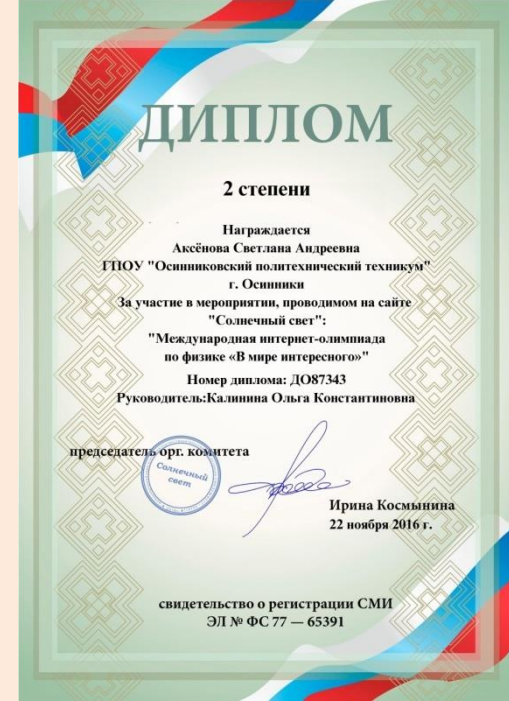 ДИПЛОМ
2 степени
Награждается
Аксёнова Светлана Андреевна
ГПОУ "Осинниковский политехнический техникум"
г. Осинники
За участие в мероприятии, проводимом на сайте
"Солнечный свет":
"Международная интернет-олимпиада
по физике «В мире интересного»"
Номер диплома: ДО87343
Руководитель:Калинина Ольга Константиновна
председатель орг. комитета
Солнечный
свет
Ирина Космынина
22 ноября 2016 г.
свидетельство о регистрации СМИ
ЭЛ № ФС 77 — 65391